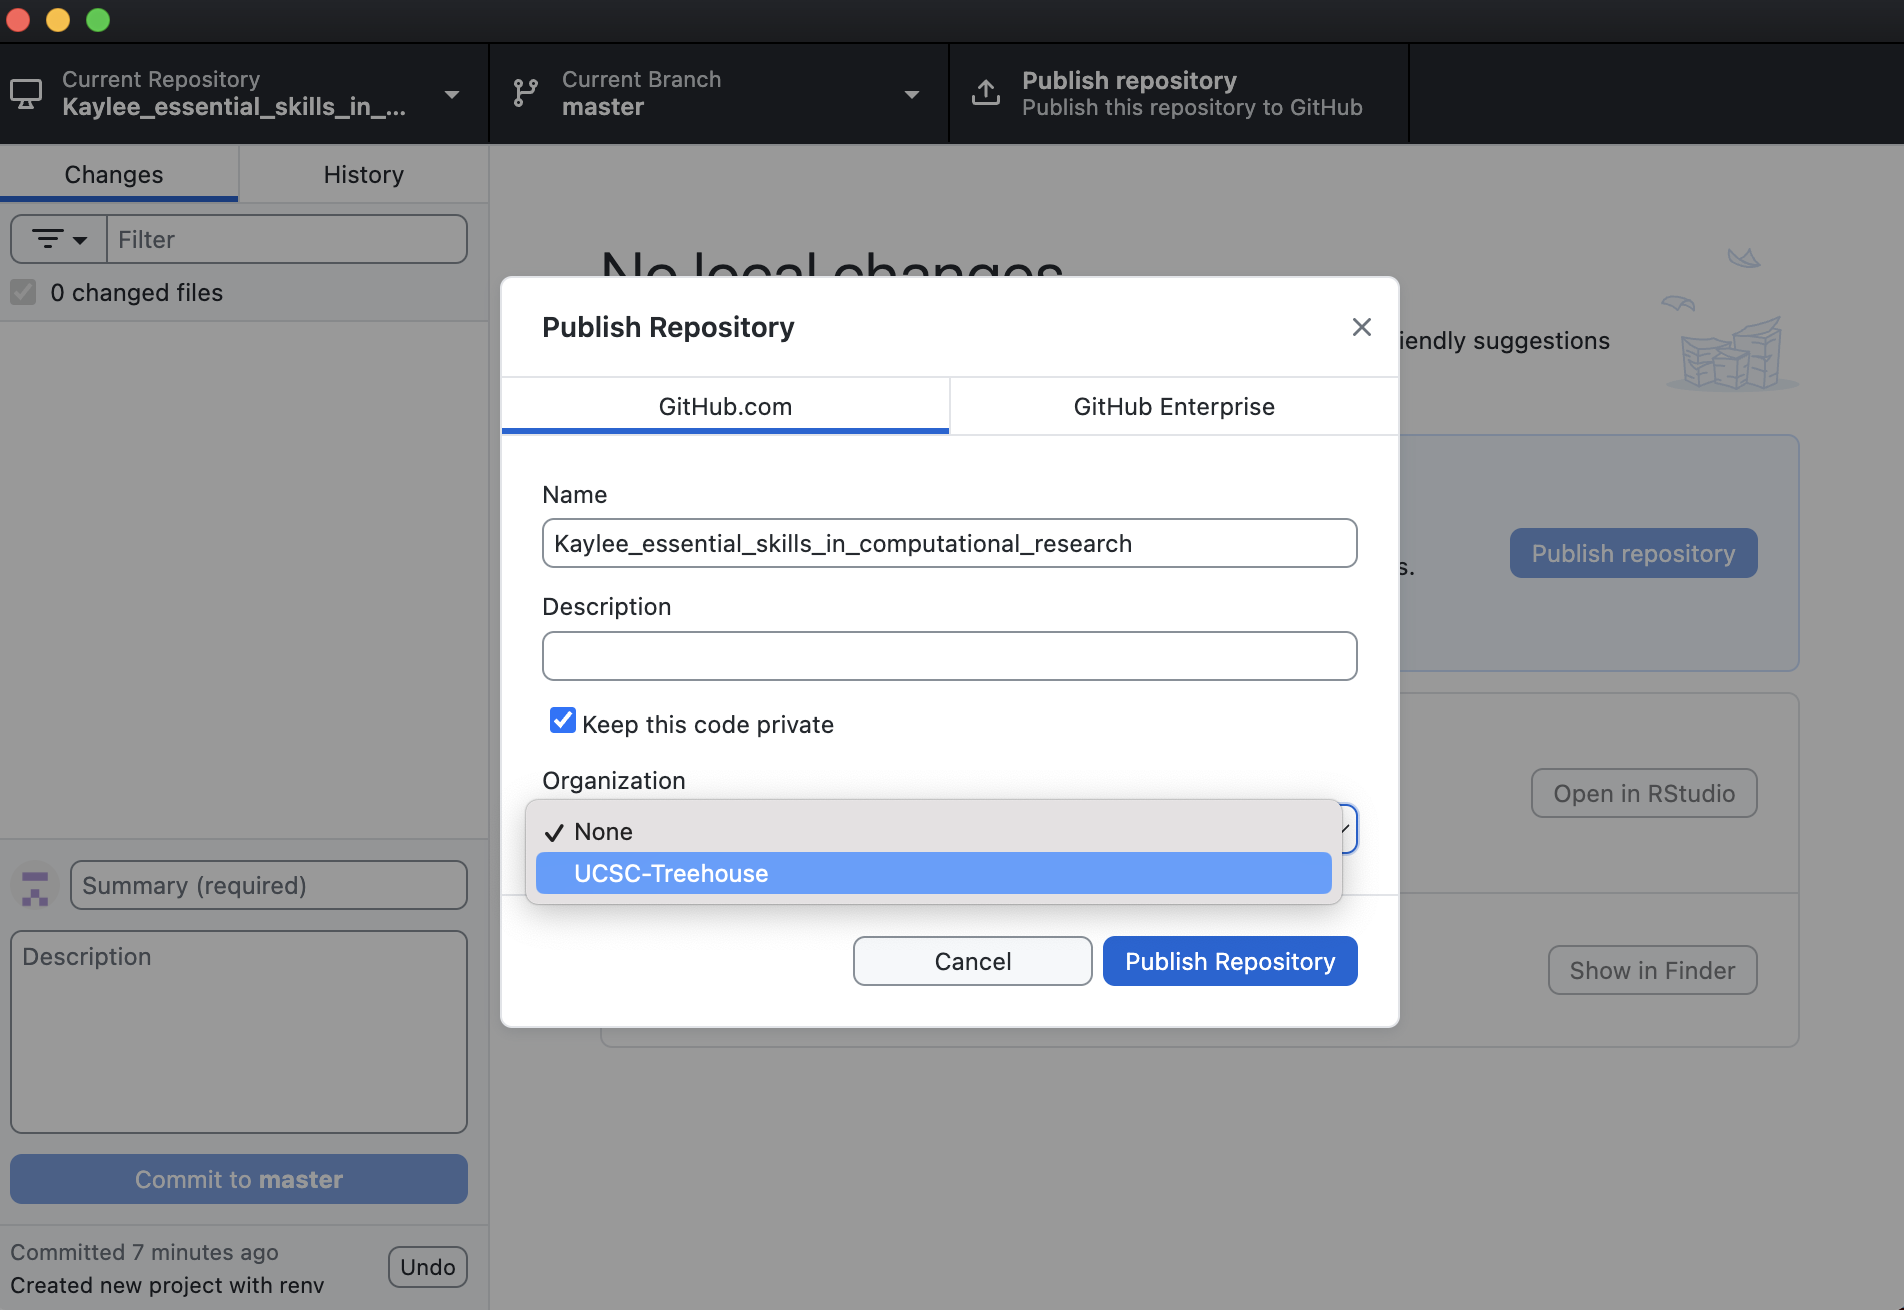 Current Repository
Kaylee_essential_skills_in_...
Current Branch
master
Publish repository
Publish this repository to GitHub
Changes
History
Filter
0 changed files
No local changes
iendly suggestions
Publish Repository
GitHub.com
GitHub Enterprise
Name
Kaylee_essential_skills_in_computational_research
s.
Publish repository
Description
Keep this code private
Organization
None
UCSC-Treehouse
Open in RStudio
Cancel
Publish Repository
Show in Finder
Summary (required)
Description
Commit to master
Committed 7 minutes ago
Created new project with renv
Undo